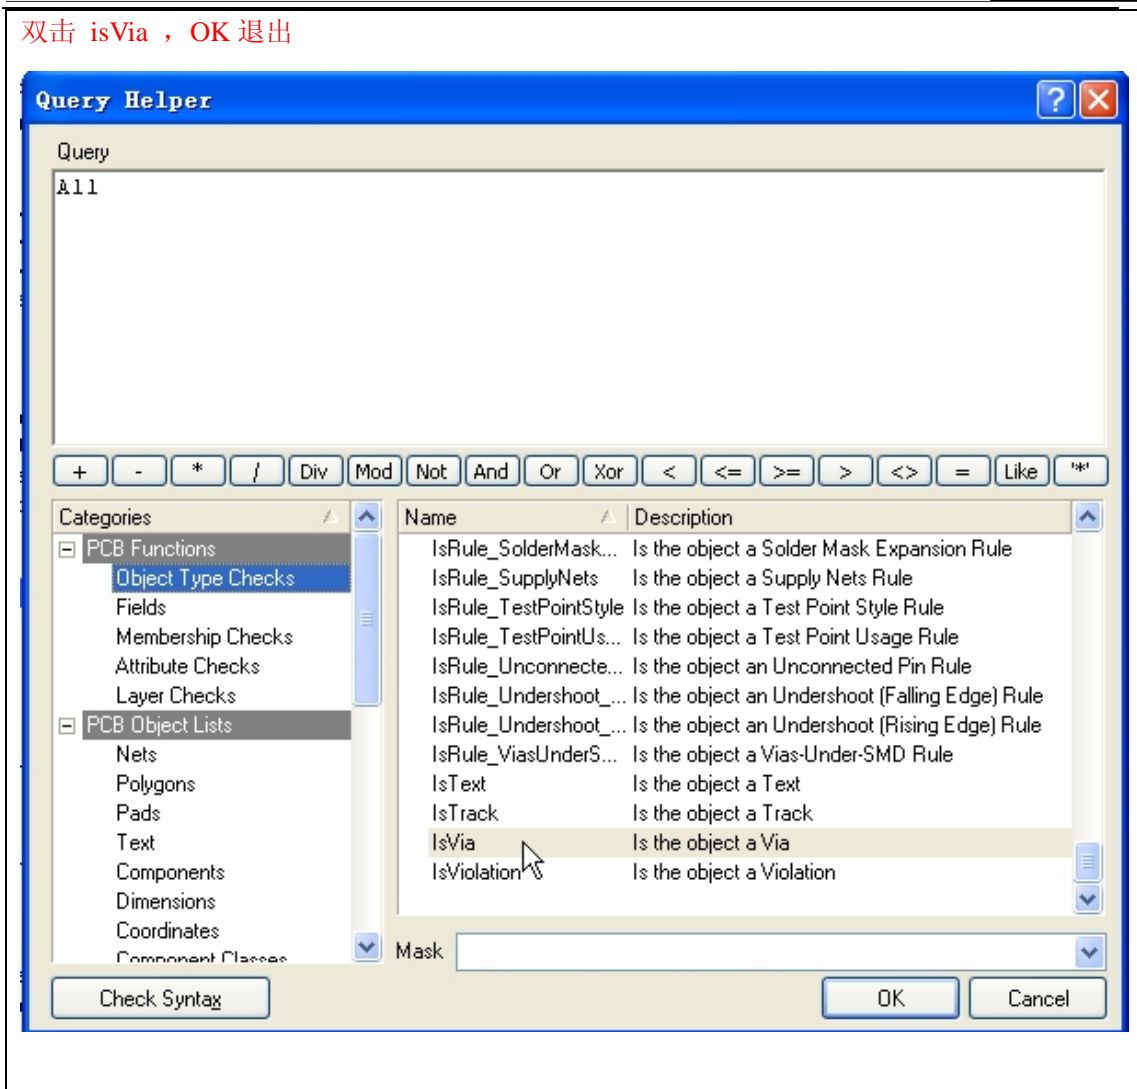 双击 isVia ，OK 退出
Query Helper
Query
All
+ - * / Div Mod Not And Or Xor < <= >= > <> = Like '*'
Categories
PCB Functions
Object Type Checks
Fields
Membership Checks
Attribute Checks
Layer Checks
PCB Object Lists
Nets
Polygons
Pads
Text
Components
Dimensions
Coordinates
Component Classes
Name Description
IsRule_SolderMask... Is the object a Solder Mask Expansion Rule
IsRule_SupplyNets Is the object a Supply Nets Rule
IsRule_TestPointStyle Is the object a Test Point Style Rule
IsRule_TestPointUs... Is the object a Test Point Usage Rule
IsRule_Unconnecte... Is the object an Unconnected Pin Rule
IsRule_Undershoot_... Is the object an Undershoot (Falling Edge) Rule
IsRule_Undershoot_... Is the object an Undershoot (Rising Edge) Rule
IsRule_ViasUnderS... Is the object a Vias-Under-SMD Rule
IsText Is the object a Text
IsTrack Is the object a Track
IsVia Is the object a Via
IsViolation Is the object a Violation
Mask
Check Syntax OK Cancel